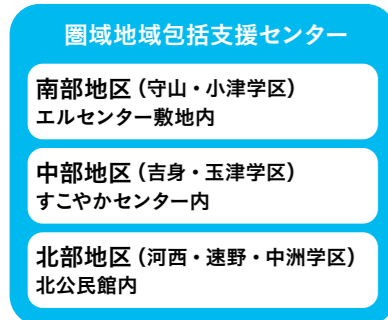 圏域地域包括支援センター
南部地区（守山・小津学区）
エルセンター敷地内
中部地区（吉身・玉津学区）
すこやかセンター内
北部地区（河西・速野・中洲学区）
北公民館内